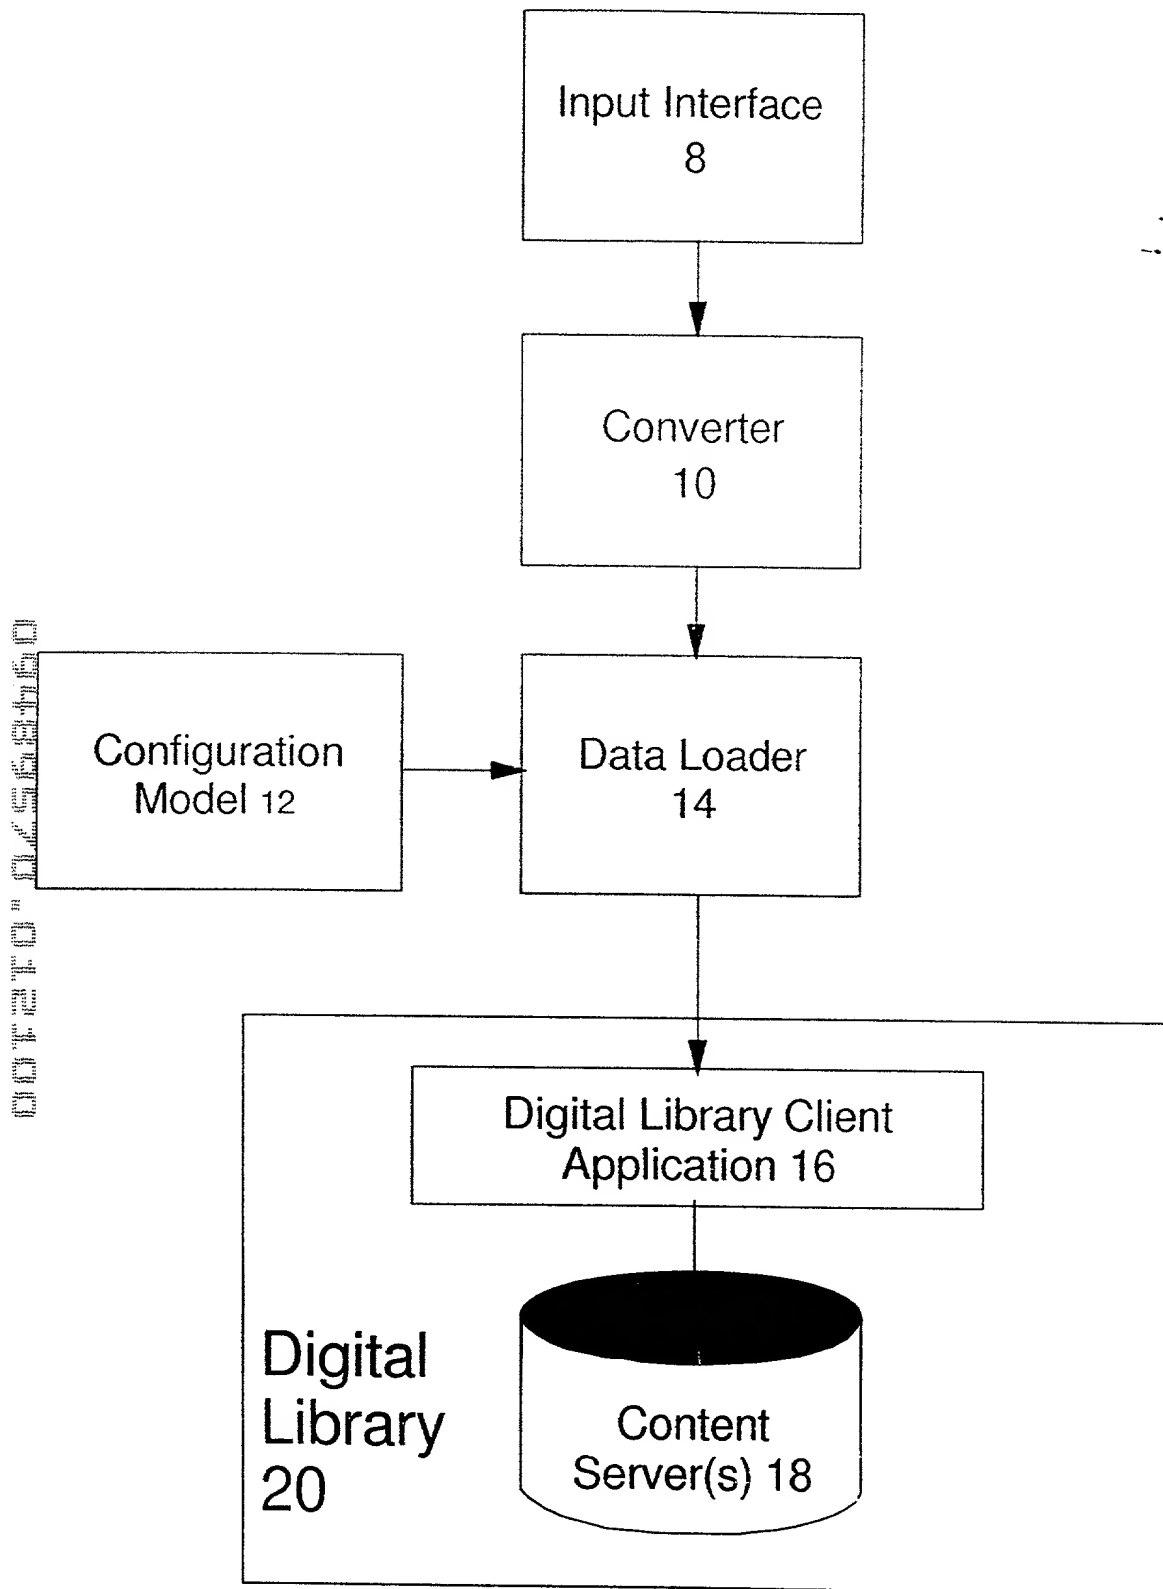 Input Interface
8
Converter
10
Configuration
Model 12
Data Loader
14
Digital Library Client
Application 16
Digital
Library
20
Content
Server(s) 18